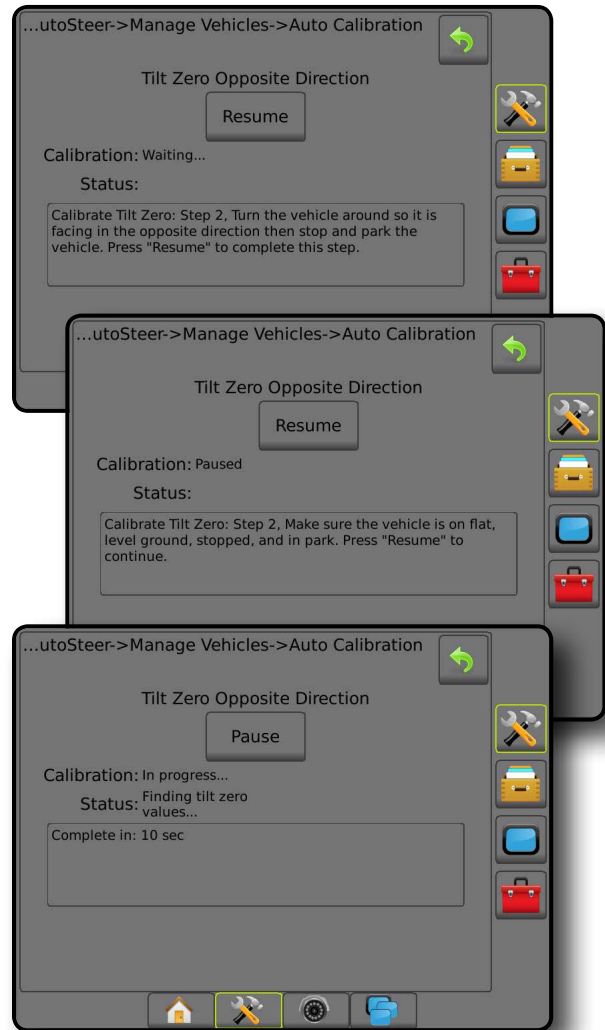 ...utoSteer->Manage Vehicles->Auto Calibration
Tilt Zero Opposite Direction
Resume
Calibration: Waiting...
Status:
Calibrate Tilt Zero: Step 2, Turn the vehicle around so it is
facing in the opposite direction then stop and park the
vehicle. Press "Resume" to complete this step.
...utoSteer->Manage Vehicles->Auto Calibration
Tilt Zero Opposite Direction
Resume
Calibration: Paused
Status:
Calibrate Tilt Zero: Step 2, Make sure the vehicle is on flat,
level ground, stopped, and in park. Press "Resume" to
continue.
...utoSteer->Manage Vehicles->Auto Calibration
Tilt Zero Opposite Direction
Pause
Calibration: In progress...
Status: Finding tilt zero
values...
Complete in: 10 sec